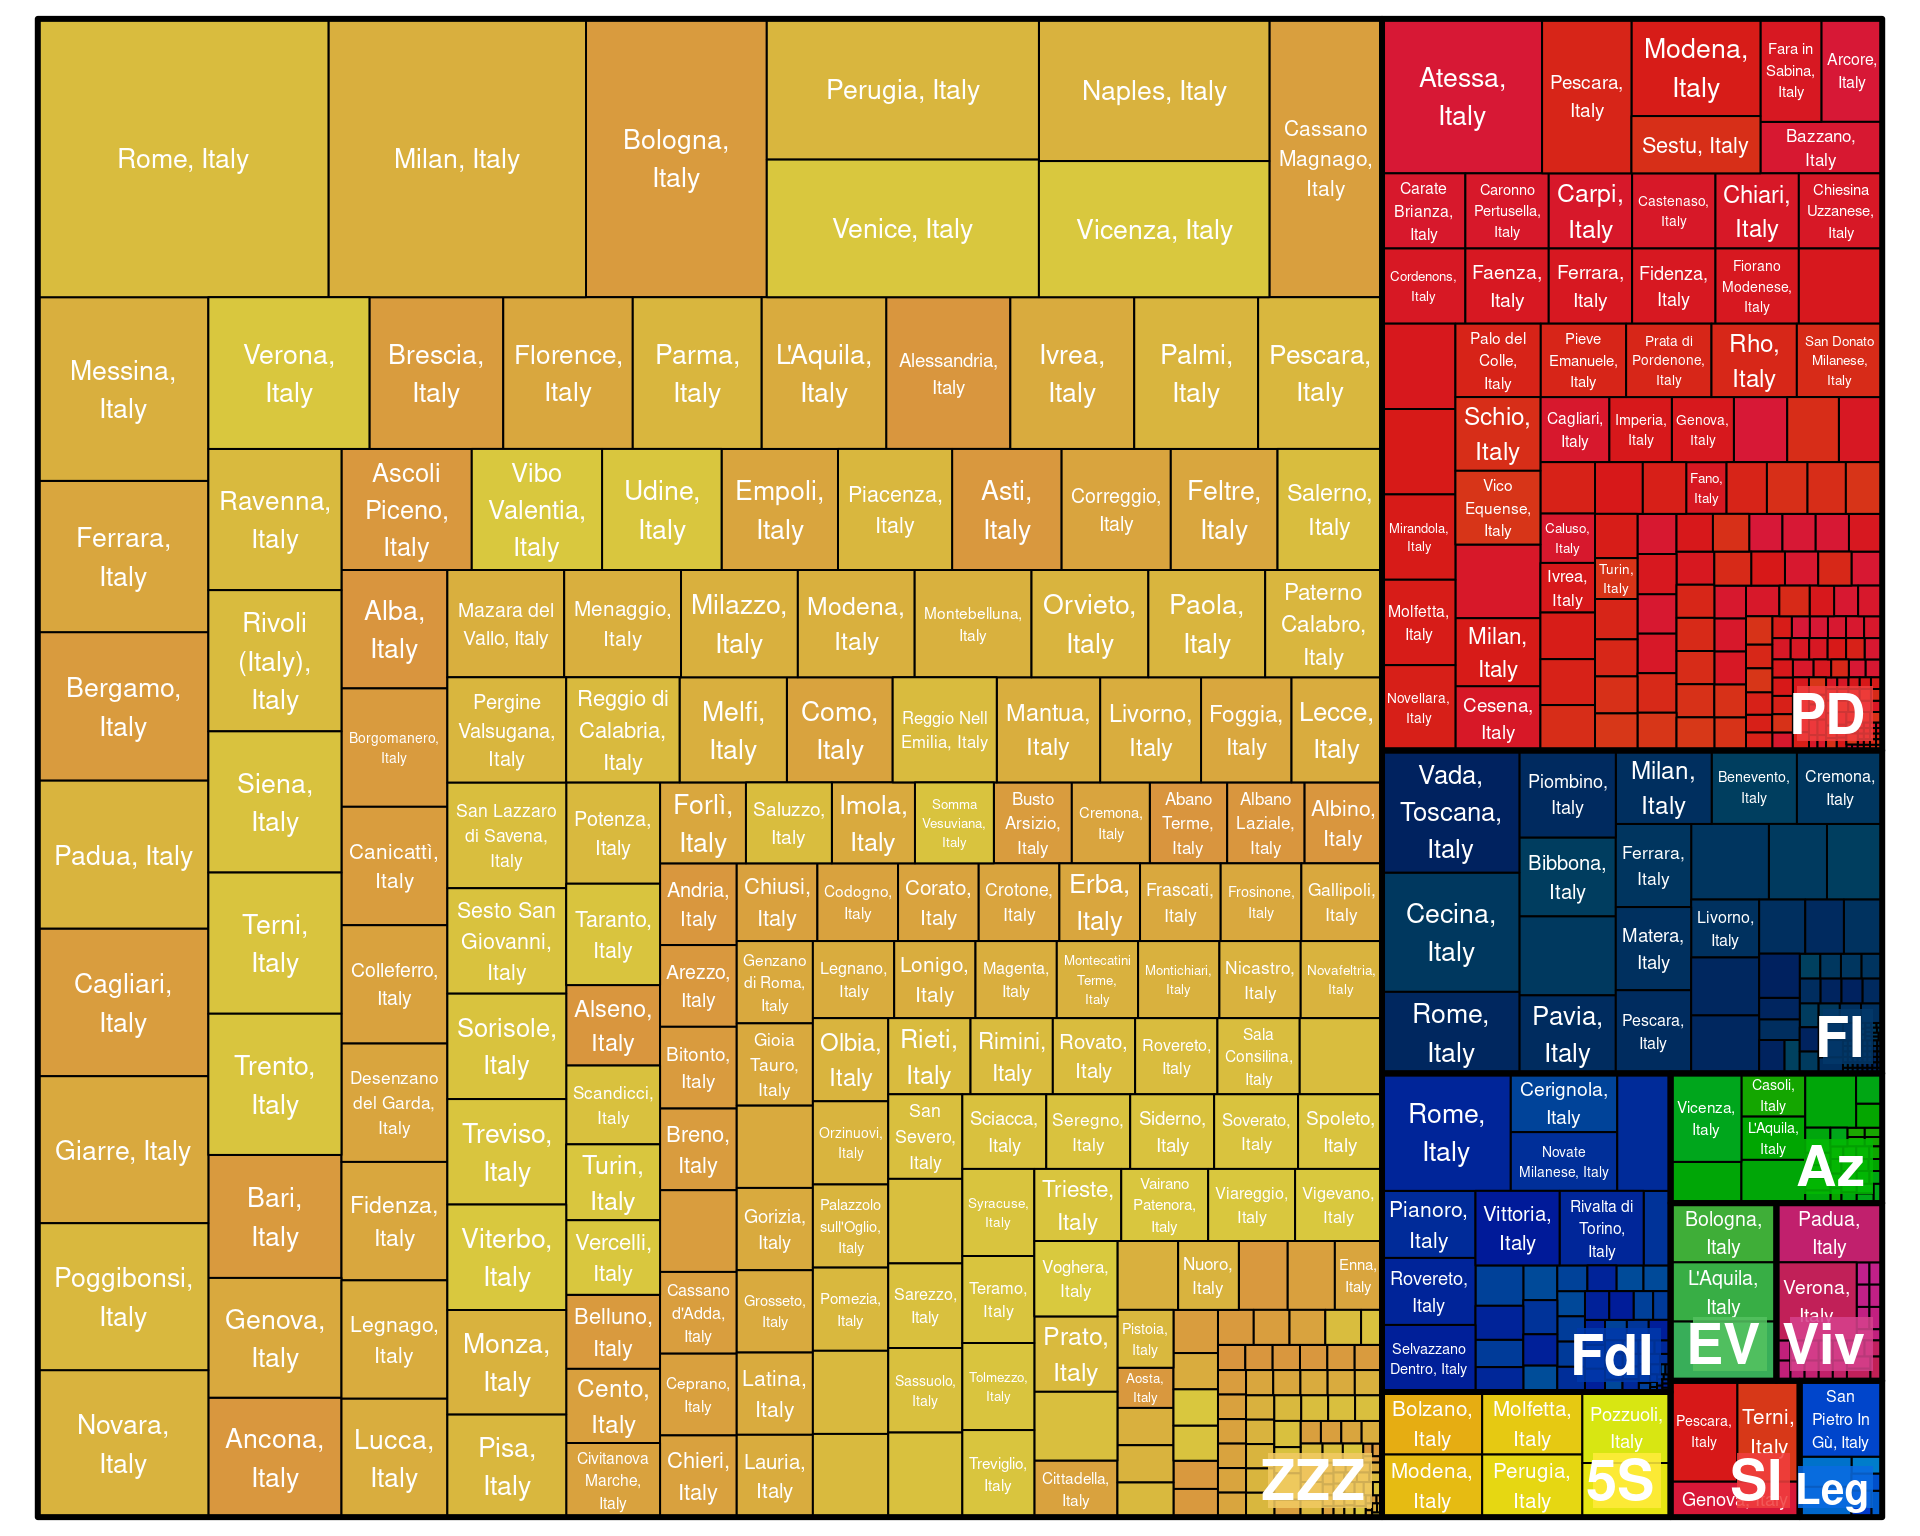 Rome, Italy
Milan, Italy
Bologna,
Italy
Perugia, Italy
Venice, Italy
Naples, Italy
Vicenza, Italy
Cassano
Magnago,
Italy
Messina,
Italy
Ferrara,
Italy
Bergamo,
Italy
Padua, Italy
Cagliari,
Italy
Giarre, Italy
Poggibonsi,
Italy
Novara,
Italy
Verona,
Italy
Brescia,
Italy
Florence,
Italy
Parma,
Italy
L'Aquila,
Italy
Alessandria,
Italy
Ivrea,
Italy
Palmi,
Italy
Pescara,
Italy
Ravenna,
Italy
Rivoli
(Italy),
Italy
Siena,
Italy
Terni,
Italy
Trento,
Italy
Bari,
Italy
Genova,
Italy
Ancona,
Italy
Ascoli
Piceno,
Italy
Vibo
Valentia,
Italy
Udine,
Italy
Empoli,
Italy
Piacenza,
Italy
Asti,
Italy
Correggio,
Italy
Feltre,
Italy
Salerno,
Italy
Alba,
Italy
Borgomanero,
Italy
Canicattì,
Italy
Colleferro,
Italy
Desenzano
del Garda,
Italy
Fidenza,
Italy
Legnago,
Italy
Lucca,
Italy
Mazara del
Vallo, Italy
Menaggio,
Italy
Milazzo,
Italy
Modena,
Italy
Montebelluna,
Italy
Orvieto,
Italy
Paola,
Italy
Paterno
Calabro,
Italy
Pergine
Valsugana,
Italy
Reggio di
Calabria,
Italy
Melfi,
Italy
Como,
Italy
Reggio Nell
Emilia, Italy
Mantua,
Italy
Livorno,
Italy
Foggia,
Italy
Lecce,
Italy
San Lazzaro
di Savena,
Italy
Sesto San
Giovanni,
Italy
Sorisole,
Italy
Treviso,
Italy
Viterbo,
Italy
Monza,
Italy
Pisa,
Italy
Potenza,
Italy
Taranto,
Italy
Alseno,
Italy
Scandicci,
Italy
Turin,
Italy
Vercelli,
Italy
Belluno,
Italy
Cento,
Italy
Civitanova
Marche,
Italy
Forlì,
Italy
Saluzzo,
Italy
Imola,
Italy
Somma
Vesuviana,
Italy
Busto
Arsizio,
Italy
Cremona,
Italy
Abano
Terme,
Italy
Albano
Laziale,
Italy
Albino,
Italy
Andria,
Italy
Arezzo,
Italy
Bitonto,
Italy
Breno,
Italy
Cassano
d'Adda,
Italy
Ceprano,
Italy
Chieri,
Italy
Chiusi,
Italy
Codogno,
Italy
Corato,
Italy
Crotone,
Italy
Erba,
Italy
Frascati,
Italy
Frosinone,
Italy
Gallipoli,
Italy
Genzano
di Roma,
Italy
Gioia
Tauro,
Italy
Gorizia,
Italy
Grosseto,
Italy
Latina,
Italy
Lauria,
Italy
Legnano,
Italy
Lonigo,
Italy
Magenta,
Italy
Montecatini
Terme,
Italy
Montichiari,
Italy
Nicastro,
Italy
Novafeltria,
Italy
Olbia,
Italy
Orzinuovi,
Italy
Palazzolo
sull'Oglio,
Italy
Pomezia,
Italy
Rieti,
Italy
Rimini,
Italy
Rovato,
Italy
Rovereto,
Italy
Sala
Consilina,
Italy
San
Severo,
Italy
Sarezzo,
Italy
Sassuolo,
Italy
Sciacca,
Italy
Seregno,
Italy
Siderno,
Italy
Soverato,
Italy
Spoleto,
Italy
Syracuse,
Italy
Teramo,
Italy
Tolmezzo,
Italy
Treviglio,
Italy
Trieste,
Italy
Vairano
Patenora,
Italy
Viareggio,
Italy
Vigevano,
Italy
Voghera,
Italy
Prato,
Italy
Cittadella,
Italy
Nuoro,
Italy
Enna,
Italy
Pistoia,
Italy
Aosta,
Italy
ZZZ
Atessa,
Italy
Pescara,
Italy
Modena,
Italy
Sestu, Italy
Fara in
Sabina,
Italy
Arcore,
Italy
Bazzano,
Italy
Carate
Brianza,
Italy
Caronno
Pertusella,
Italy
Carpi,
Italy
Castenaso,
Italy
Chiari,
Italy
Chiesina
Uzzanese,
Italy
Cordenons,
Italy
Faenza,
Italy
Ferrara,
Italy
Fidenza,
Italy
Fiorano
Modenese,
Italy
Mirandola,
Italy
Molfetta,
Italy
Novellara,
Italy
Palo del
Colle,
Italy
Pieve
Emanuele,
Italy
Prata di
Pordenone,
Italy
Rho,
Italy
San Donato
Milanese,
Italy
Schio,
Italy
Vico
Equense,
Italy
Milan,
Italy
Cesena,
Italy
Cagliari,
Italy
Imperia,
Italy
Genova,
Italy
Fano,
Italy
Caluso,
Italy
Ivrea,
Italy
Turin,
Italy
PD
Vada,
Toscana,
Italy
Cecina,
Italy
Rome,
Italy
Piombino,
Italy
Bibbona,
Italy
Pavia,
Italy
Milan,
Italy
Benevento,
Italy
Cremona,
Italy
Ferrara,
Italy
Matera,
Italy
Pescara,
Italy
Livorno,
Italy
FI
Rome,
Italy
Cerignola,
Italy
Novate
Milanese, Italy
Pianoro,
Italy
Rovereto,
Italy
Selvazzano
Dentro, Italy
Vittoria,
Italy
Rivalta di
Torino,
Italy
FdI
Vicenza,
Italy
Casoli,
Italy
L'Aquila,
Italy
Az
Bologna,
Italy
L'Aquila,
Italy
EV
Padua,
Italy
Verona,
Italy
Viv
Bolzano,
Italy
Modena,
Italy
Molfetta,
Italy
Perugia,
Italy
Pozzuoli,
Italy
5S
Pescara,
Italy
Terni,
Italy
Genova, Italy
SI
San
Pietro In
Gù, Italy
Leg